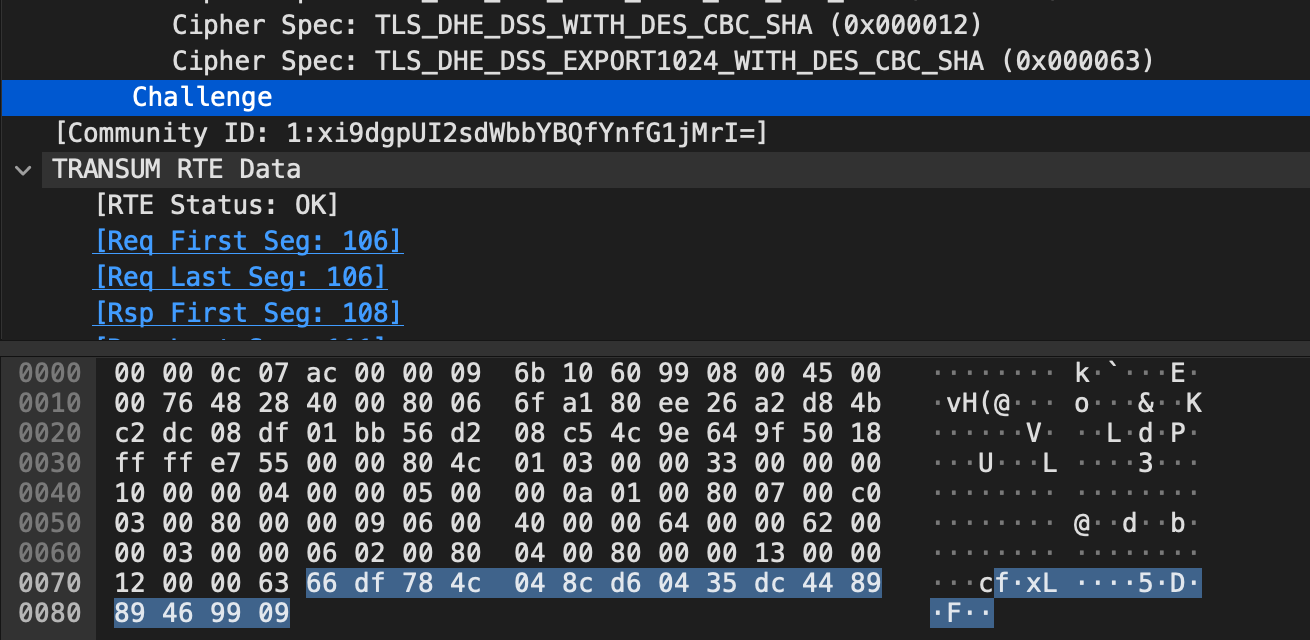 Cipher Spec: TLS_DHE_DSS_WITH_DES_CBC_SHA (0x000012)
Cipher Spec: TLS_DHE_DSS_EXPORT1024_WITH_DES_CBC_SHA (0x000063)
Challenge
[Community ID: 1:xi9dgpUI2sdWbbYBQfYnfG1jMrI=]
TRANSUM RTE Data
[RTE Status: OK]
[Req First Seg: 106]
[Req Last Seg: 106]
[Rsp First Seg: 108]
0000 00 00 0c 07 ac 00 00 09 6b 10 60 99 08 00 45 00 ········ k·`···E·
0010 00 76 48 28 40 00 80 06 6f a1 80 ee 26 a2 d8 4b ·vH(@··· o···&··K
0020 c2 dc 08 df 01 bb 56 d2 08 c5 4c 9e 64 9f 50 18 ······V· ··L·d·P·
0030 ff ff e7 55 00 00 80 4c 01 03 00 00 33 00 00 00 ···U···L ····3···
0040 10 00 00 04 00 00 05 00 00 0a 01 00 80 07 00 c0 ········ ········
0050 03 00 80 00 00 09 06 00 40 00 00 64 00 00 62 00 ········ @··d··b·
0060 00 03 00 00 06 02 00 80 04 00 80 00 00 13 00 00 ········ ········
0070 12 00 00 63 66 df 78 4c 04 8c d6 04 35 dc 44 89 ···cf·xL ····5·D·
0080 89 46 99 09 ·F··